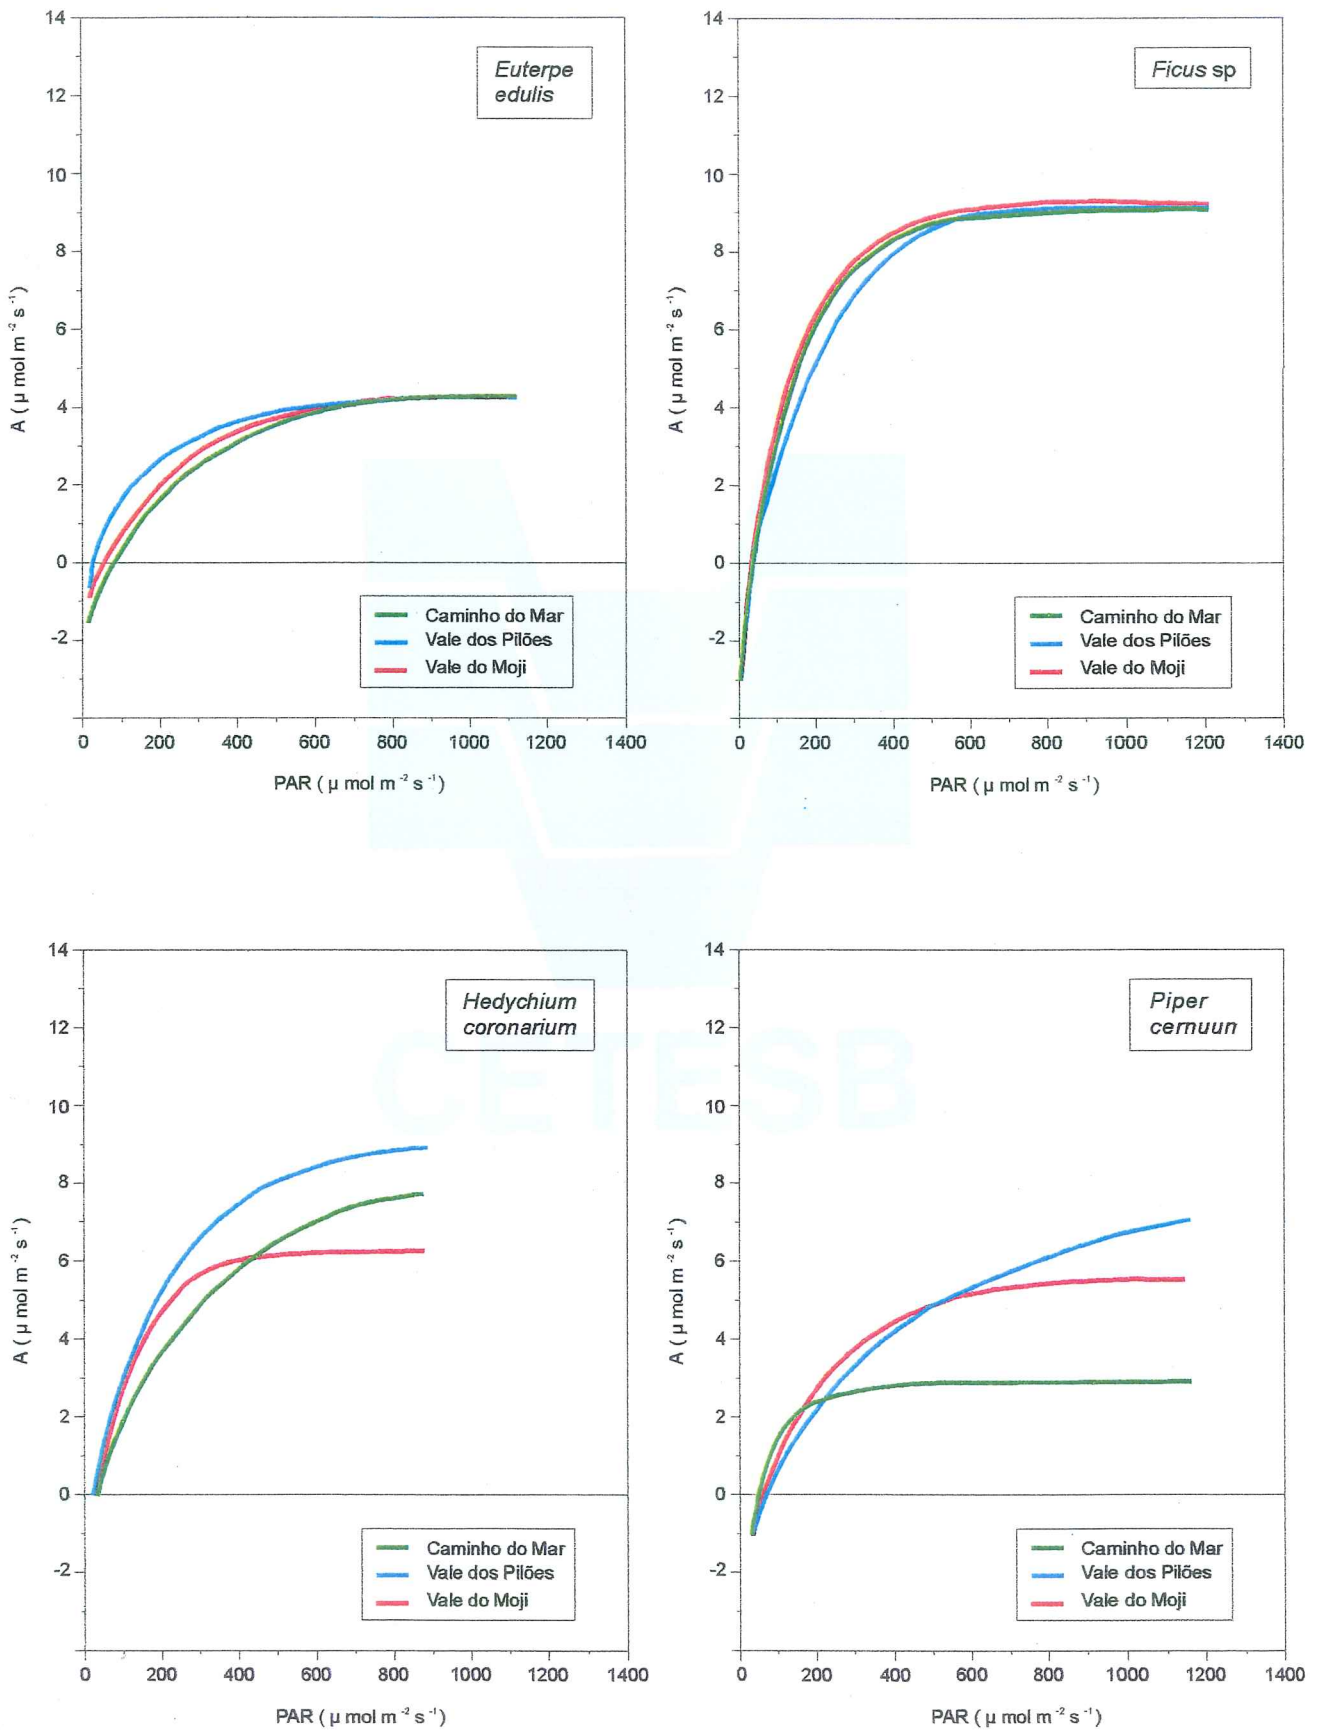 14
12
10
8
6
4
2
0
-2
A ( μ mol m -2 s -1)
Euterpe
edulis
Caminho do Mar
Vale dos Pilões
Vale do Moji
0 200 400 600 800 1000 1200 1400
PAR ( μ mol m -2 s -1)
14
12
10
8
6
4
2
0
-2
A ( μ mol m -2 s -1)
Ficus sp
Caminho do Mar
Vale dos Pilões
Vale do Moji
0 200 400 600 800 1000 1200 1400
PAR ( μ mol m -2 s -1)
CETESB
14
12
10
8
6
4
2
0
-2
A ( μ mol m -2 s -1)
Hedychium
coronarium
Caminho do Mar
Vale dos Pilões
Vale do Moji
0 200 400 600 800 1000 1200 1400
PAR ( μ mol m -2 s -1)
14
12
10
8
6
4
2
0
-2
A ( μ mol m -2 s -1)
Piper
cernuun
Caminho do Mar
Vale dos Pilões
Vale do Moji
0 200 400 600 800 1000 1200 1400
PAR ( μ mol m -2 s -1)